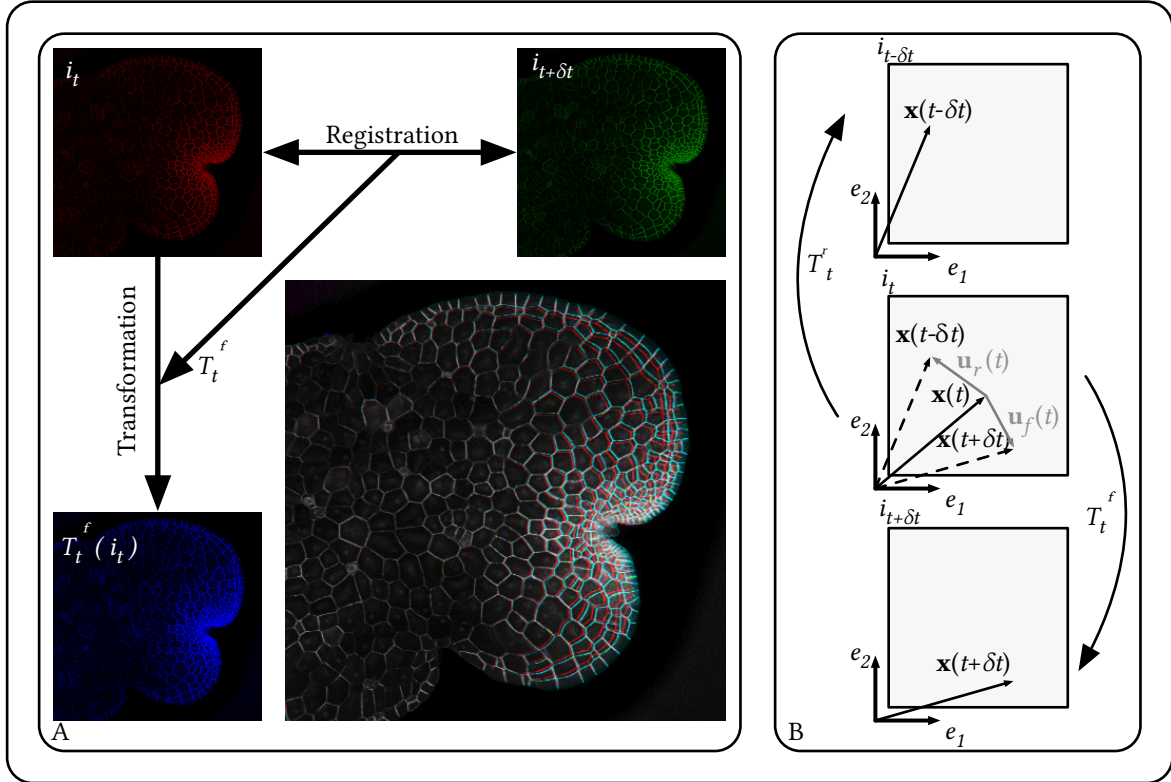 i_t
i_{t+δt}
Registration
Transformation
T_t^f
T_t^f ( i_t )
A
i_{t-δt}
x(t-δt)
e_2
e_1
T_t^r
i_t
x(t-δt)
u_r(t)
x(t)
u_f(t)
e_2
x(t+δt)
e_1
T_t^f
i_{t+δt}
x(t+δt)
e_2
e_1
B